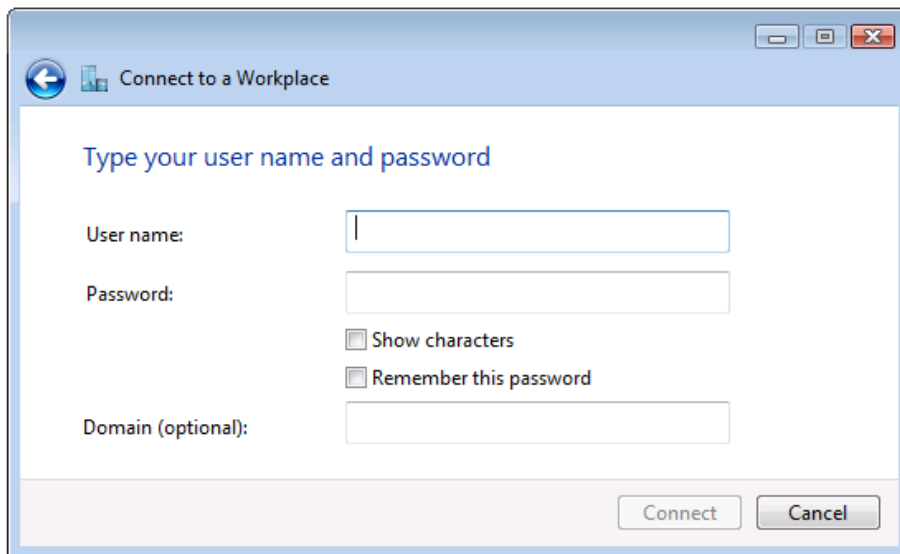 Connect to a Workplace
Type your user name and password
User name:
Password:
Show characters
Remember this password
Domain (optional):
Connect Cancel